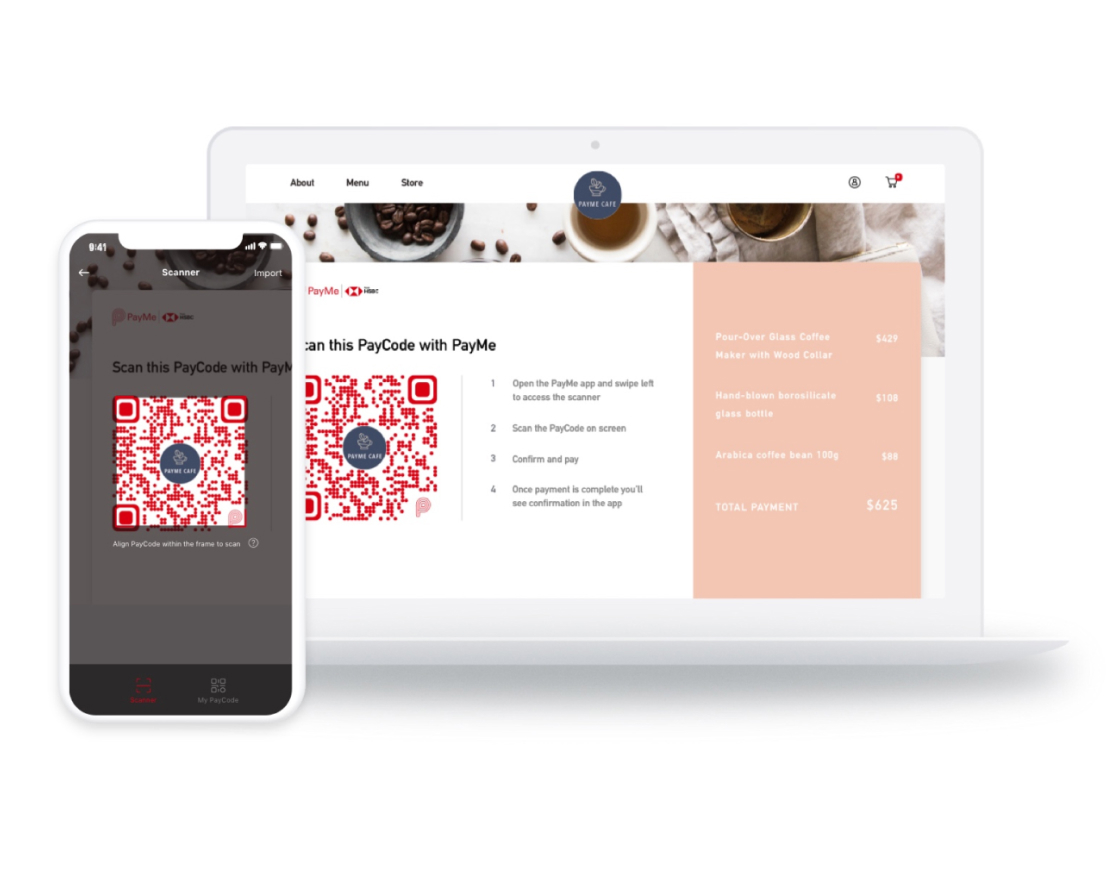 About Menu Store
PAYME CAFE
PayMe HSBC
can this PayCode with PayMe
PAYME CAFE
1 Open the PayMe app and swipe left
to access the scanner
2 Scan the PayCode on screen
3 Confirm and pay
4 Once payment is complete you'll
see confirmation in the app
Pour-Over Glass Coffee $429
Maker with Wood Collar
Hand-blown borosilicate $108
glass bottle
Arabica coffee bean 100g $88
TOTAL PAYMENT $625
9:41
Scanner Import
PayMe HSBC
Scan this PayCode with PayM
PAYME CAFE
Align PayCode within the frame to scan ?
Scanner My PayCode